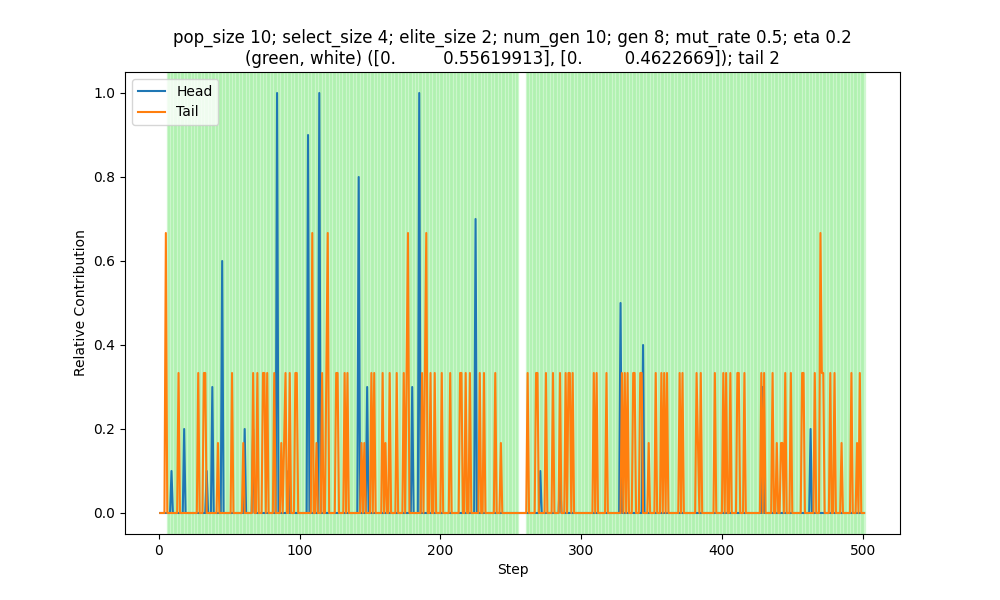 pop_size 10; select_size 4; elite_size 2; num_gen 10; gen 8; mut_rate 0.5; eta 0.2
(green, white) ([0. 0.55619913], [0. 0.4622669]); tail 2
Head
Tail
1.0
0.8
0.6
0.4
0.2
0.0
Relative Contribution
0 100 200 300 400 500
Step